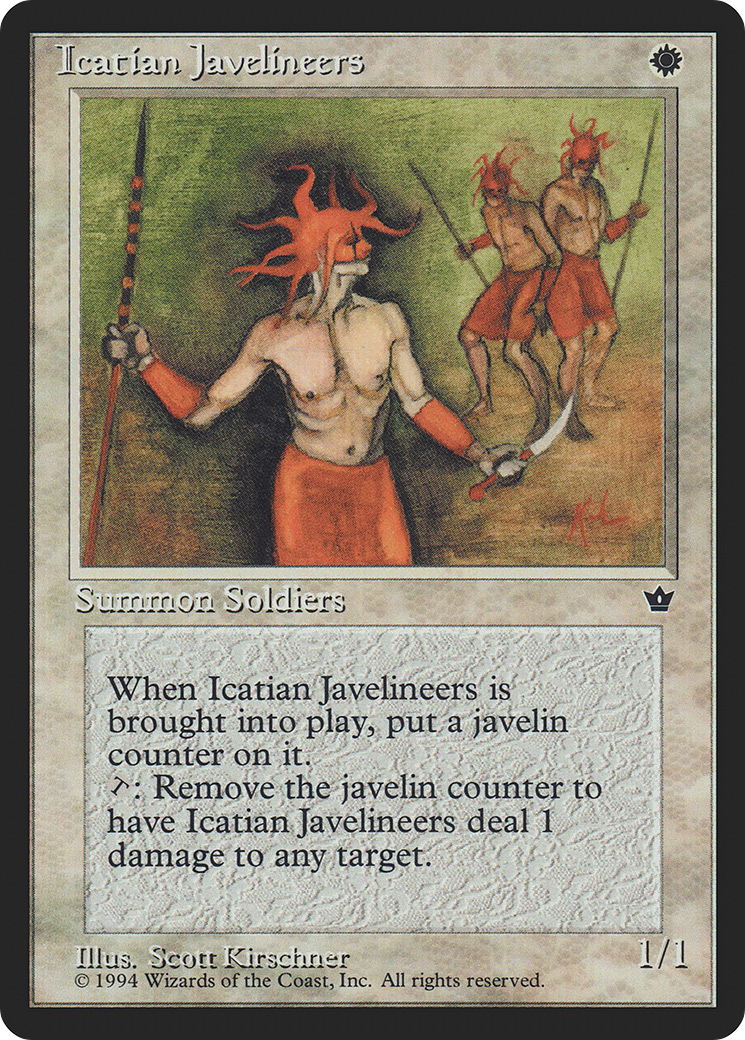 Icatian Javelineers
Summon Soldiers
When Icatian Javelineers is
brought into play, put a javelin
counter on it.
T: Remove the javelin counter to
have Icatian Javelineers deal 1
damage to any target.
Illus. Scott Kirschner
1/1
© 1994 Wizards of the Coast, Inc. All rights reserved.